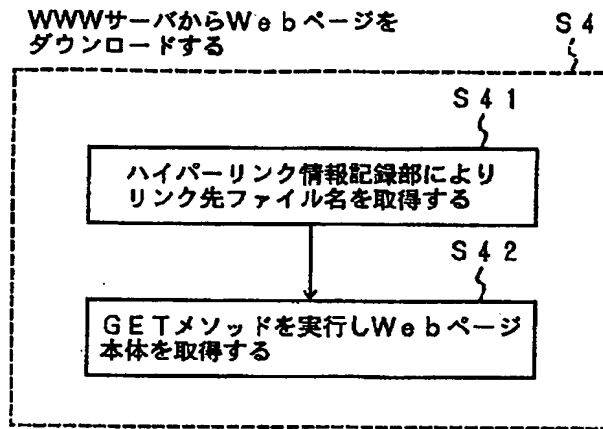 WWWサーバからWebページを
ダウンロードする
S4
S41
ハイパーリンク情報記録部により
リンク先ファイル名を取得する
S42
GETメソッドを実行しWebページ
本体を取得する